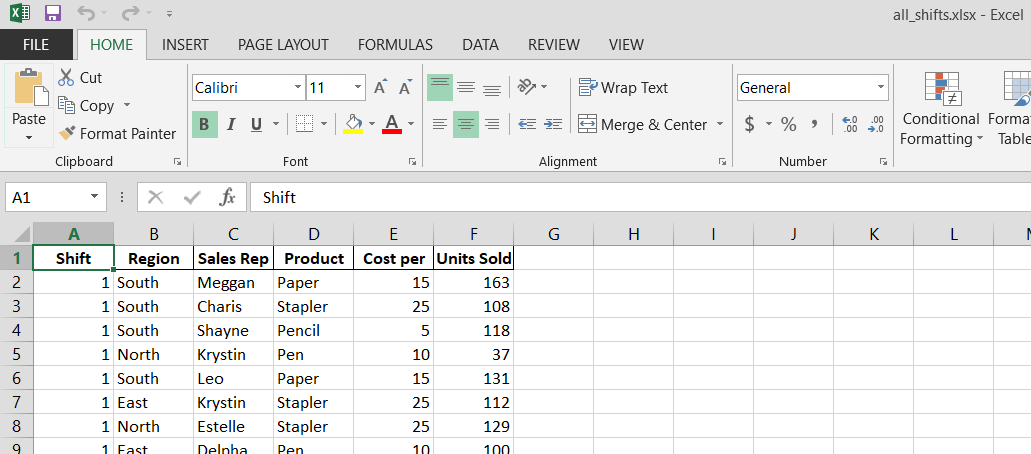 all_shifts.xlsx - Excel
FILE HOME INSERT PAGE LAYOUT FORMULAS DATA REVIEW VIEW
Paste
Cut
Copy
Format Painter
Clipboard
Calibri 11 A A
B I U A
Font
Wrap Text
Merge & Center
Alignment
General
$ % , .0 .00 .00 .0
Number
Conditional Formatting
A1 fx Shift
A B C D E F G H I J K L
1 Shift Region Sales Rep Product Cost per Units Sold
2 1 South Meggan Paper 15 163
3 1 South Charis Stapler 25 108
4 1 South Shayne Pencil 5 118
5 1 North Krystin Pen 10 37
6 1 South Leo Paper 15 131
7 1 East Krystin Stapler 25 112
8 1 North Estelle Stapler 25 129
9 1 East Delpha Pen 10 100